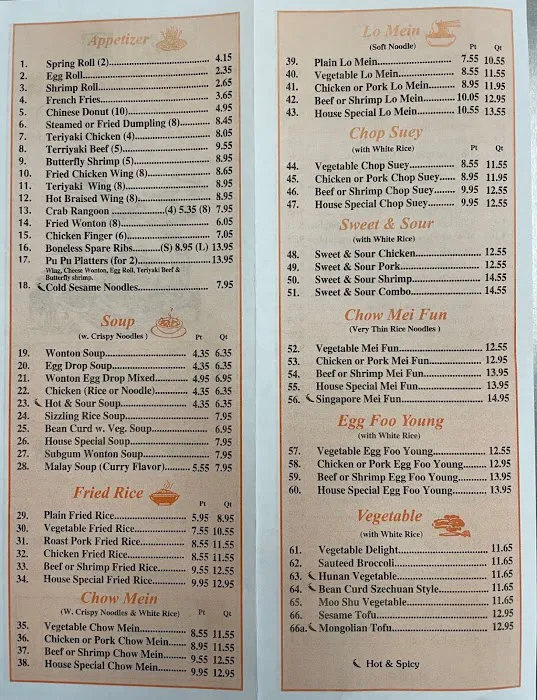 Appetizer
1. Spring Roll (2)........ 4.15
2. Egg Roll........ 2.35
3. Shrimp Roll........ 2.65
4. French Fries........ 3.65
5. Chinese Donut (10)........ 4.95
6. Steamed or Fried Dumpling (8)........ 8.45
7. Teriyaki Chicken (4)........ 8.05
8. Terriyaki Beef (5)........ 9.55
9. Butterfly Shrimp (5)........ 8.95
10. Fried Chicken Wing (8)........ 8.65
11. Teriyaki Wing (8)........ 8.95
12. Hot Braised Wing (8)........ 8.95
13. Crab Rangoon ........(4) 5.35 (8) 7.95
14. Fried Wonton (8)........ 6.05
15. Chicken Finger (6)........ 7.05
16. Boneless Spare Ribs........(S) 8.95 (L) 13.95
17. Pu Pu Platters (for 2)........13.95
Wing, Cheese Wonton, Egg Roll, Teriyaki Beef &
Butterfly shrimp.
18. Cold Sesame Noodles........ 7.95
Soup
(w. Crispy Noodles ) Pt Qt
19. Wonton Soup........ 4.35 6.35
20. Egg Drop Soup........ 4.35 6.35
21. Wonton Egg Drop Mixed........ 4.95 6.95
22. Chicken (Rice or Noodle)........ 4.35 6.35
23. Hot & Sour Soup........ 4.35 6.35
24. Sizzling Rice Soup........ 7.95
25. Bean Curd w. Veg. Soup........ 6.95
26. House Special Soup........ 7.95
27. Subgum Wonton Soup........ 7.95
28. Malay Soup (Curry Flavor)........ 5.55 7.95
Fried Rice
Pt Qt
29. Plain Fried Rice........ 5.95 8.95
30. Vegetable Fried Rice........ 7.55 10.55
31. Roast Pork Fried Rice........ 8.55 11.55
32. Chicken Fried Rice........ 8.55 11.55
33. Beef or Shrimp Fried Rice........ 9.55 12.55
34. House Special Fried Rice........ 9.95 12.95
Chow Mein
(W. Crispy Noodles & White Rice) Pt Qt
35. Vegetable Chow Mein........ 8.55 11.55
36. Chicken or Pork Chow Mein........ 8.95 11.95
37. Beef or Shrimp Chow Mein........ 9.55 12.55
38. House Special Chow Mein........ 9.95 12.95
Lo Mein
(Soft Noodle) Pt Qt
39. Plain Lo Mein........ 7.55 10.55
40. Vegetable Lo Mein........ 8.55 11.55
41. Chicken or Pork Lo Mein........ 8.95 11.95
42. Beef or Shrimp Lo Mein........ 10.05 12.95
43. House Special Lo Mein........ 10.55 13.55
Chop Suey
(with White Rice) Pt Qt
44. Vegetable Chop Suey........ 8.55 11.55
45. Chicken or Pork Chop Suey........ 8.95 11.95
46. Beef or Shrimp Chop Suey........ 9.95 12.55
47. House Special Chop Suey........ 9.95 12.55
Sweet & Sour
(with White Rice)
48. Sweet & Sour Chicken........ 12.55
49. Sweet & Sour Pork........ 12.55
50. Sweet & Sour Shrimp........ 14.55
51. Sweet & Sour Combo........ 14.55
Chow Mei Fun
(Very Thin Rice Noodles )
52. Vegetable Mei Fun........ 12.55
53. Chicken or Pork Mei Fun........ 12.95
54. Beef or Shrimp Mei Fun........ 13.95
55. House Special Mei Fun........ 13.95
56. Singapore Mei Fun........ 14.95
Egg Foo Young
(with White Rice)
57. Vegetable Egg Foo Young........ 12.55
58. Chicken or Pork Egg Foo Young........ 12.95
59. Beef or Shrimp Egg Foo Young........ 13.95
60. House Special Egg Foo Young........ 13.95
Vegetable
(with White Rice)
61. Vegetable Delight........ 11.65
62. Sauteed Broccoli........ 11.65
63. Hunan Vegetable........ 11.65
64. Bean Curd Szechuan Style........ 11.65
65. Moo Shu Vegetable........ 11.65
66. Sesame Tofu........ 12.95
66a. Mongolian Tofu........ 12.95
Hot & Spicy